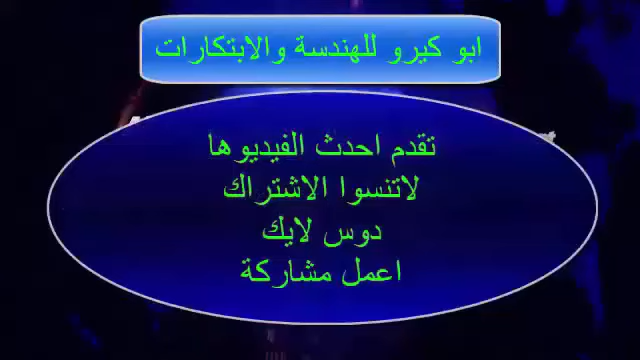 ابو كيرو للهندسة والابتكارات
تقدم احدث الفيديوها
لاتنسوا الاشتراك
دوس لايك
اعمل مشاركة